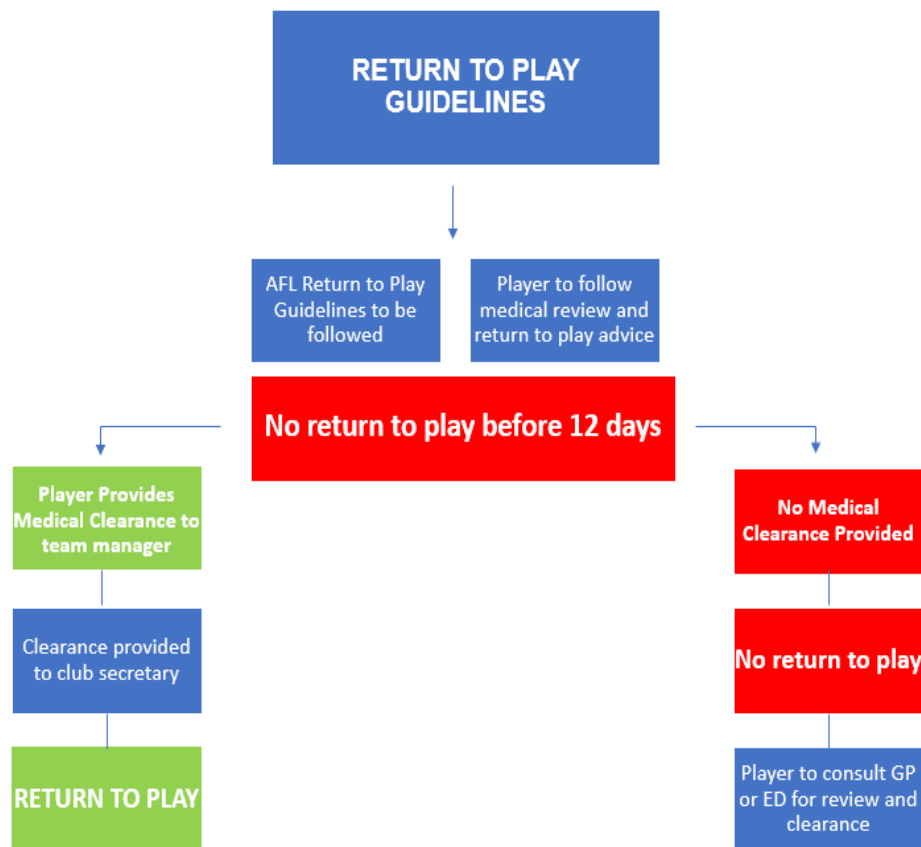 RETURN TO PLAY
GUIDELINES
AFL Return to Play
Guidelines to be
followed
Player to follow
medical review and
return to play advice
No return to play before 12 days
Player Provides
Medical Clearance to
team manager
Clearance provided
to club secretary
RETURN TO PLAY
No Medical
Clearance Provided
No return to play
Player to consult GP
or ED for review and
clearance